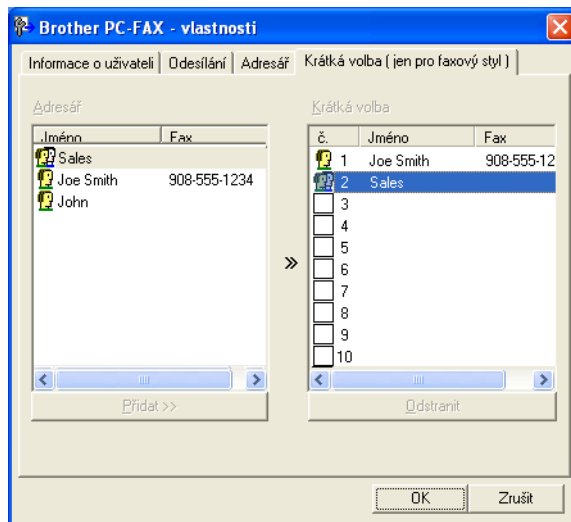 Brother PC-FAX - vlastnosti
Informace o uživateli Odesílání Adresář Krátká volba ( jen pro faxový styl )
Adresář
Jméno Fax
Sales
Joe Smith 908-555-1234
John
Přidat >>
»
Krátká volba
č. Jméno Fax
1 Joe Smith 908-555-12
2 Sales
3
4
5
6
7
8
9
10
Odstranit
OK Zrušit